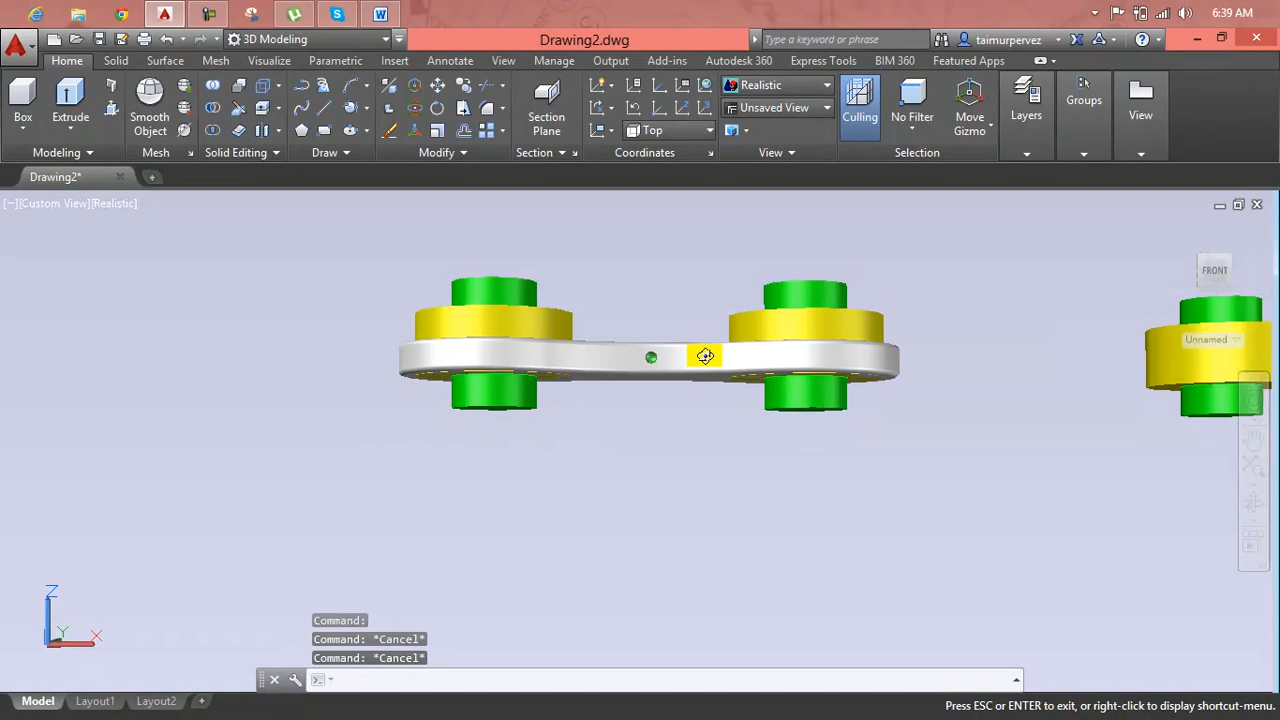 6:39 AM
3D Modeling
Drawing2.dwg
Type a keyword or phrase
taimurpervez
Home Solid Surface Mesh Visualize Parametric Insert Annotate View Manage Output Add-ins Autodesk 360 Express Tools BIM 360 Featured Apps
Realistic
Unsaved View
Top
Box Extrude Smooth Object Section Plane Culling No Filter Move Gizmo Layers Groups View
Modeling Mesh Solid Editing Draw Modify Section Coordinates View Selection
Drawing2*
[−][Custom View][Realistic]
FRONT
Unnamed
Z
Y X
Command:
Command: *Cancel*
Command: *Cancel*
Model Layout1 Layout2
Press ESC or ENTER to exit, or right-click to display shortcut-menu.